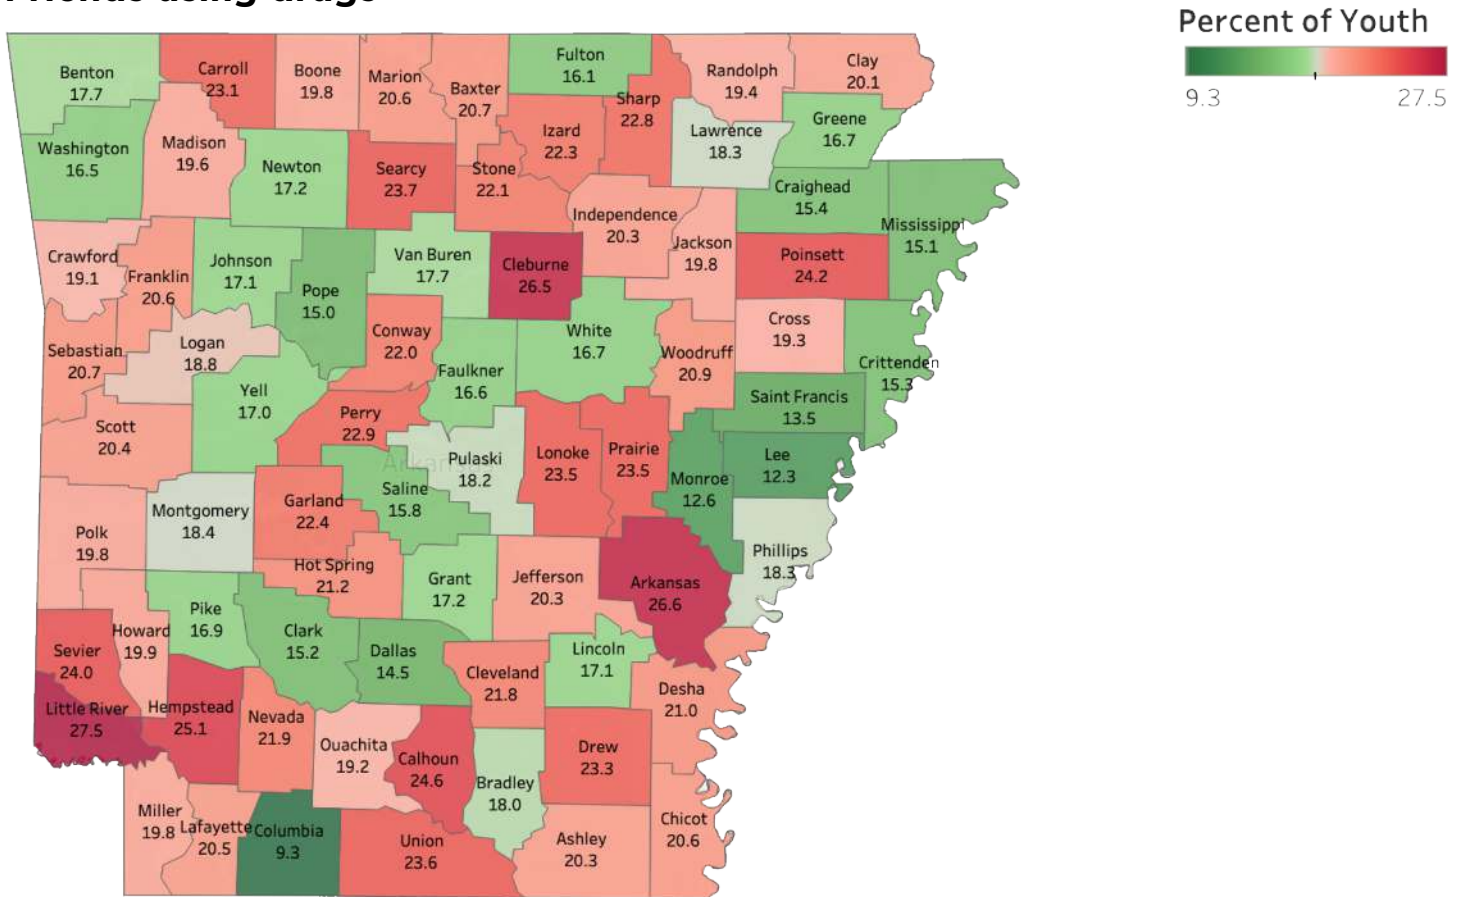 Friends using drugs
Percent of Youth
9.3 27.5
Benton
17.7
Carroll
23.1
Boone
19.8
Marion
20.6
Baxter
20.7
Fulton
16.1
Sharp
22.8
Randolph
19.4
Clay
20.1
Washington
16.5
Madison
19.6
Newton
17.2
Searcy
23.7
Stone
22.1
Izard
22.3
Lawrence
18.3
Greene
16.7
Craighead
15.4
Mississippi
15.1
Independence
20.3
Jackson
19.8
Poinsett
24.2
Crawford
19.1
Franklin
20.6
Johnson
17.1
Pope
15.0
Van Buren
17.7
Cleburne
26.5
Sebastian
20.7
Logan
18.8
Conway
22.0
White
16.7
Woodruff
20.9
Cross
19.3
Crittenden
15.3
Yell
17.0
Faulkner
16.6
Saint Francis
13.5
Scott
20.4
Perry
22.9
Arkansas
Pulaski
18.2
Lonoke
23.5
Prairie
23.5
Monroe
12.6
Lee
12.3
Saline
15.8
Garland
22.4
Montgomery
18.4
Polk
19.8
Hot Spring
21.2
Grant
17.2
Jefferson
20.3
Arkansas
26.6
Phillips
18.3
Pike
16.9
Howard
19.9
Sevier
24.0
Clark
15.2
Dallas
14.5
Cleveland
21.8
Lincoln
17.1
Desha
21.0
Little River
27.5
Hempstead
25.1
Nevada
21.9
Ouachita
19.2
Calhoun
24.6
Bradley
18.0
Drew
23.3
Miller
19.8
Lafayette
20.5
Columbia
9.3
Union
23.6
Ashley
20.3
Chicot
20.6